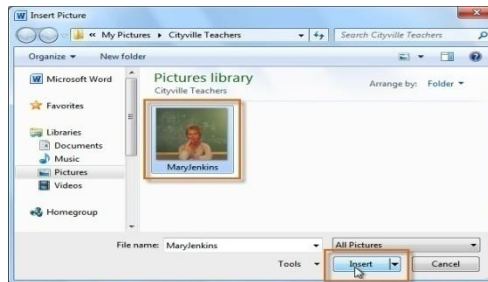 Insert Picture
« My Pictures ▸ Cityville Teachers
Search Cityville Teachers
Organize
New folder
Microsoft Word
Favorites
Libraries
Documents
Music
Pictures
Videos
Homegroup
Pictures library
Cityville Teachers
Arrange by: Folder
MaryJenkins
File name: MaryJenkins
All Pictures
Tools
Insert
Cancel